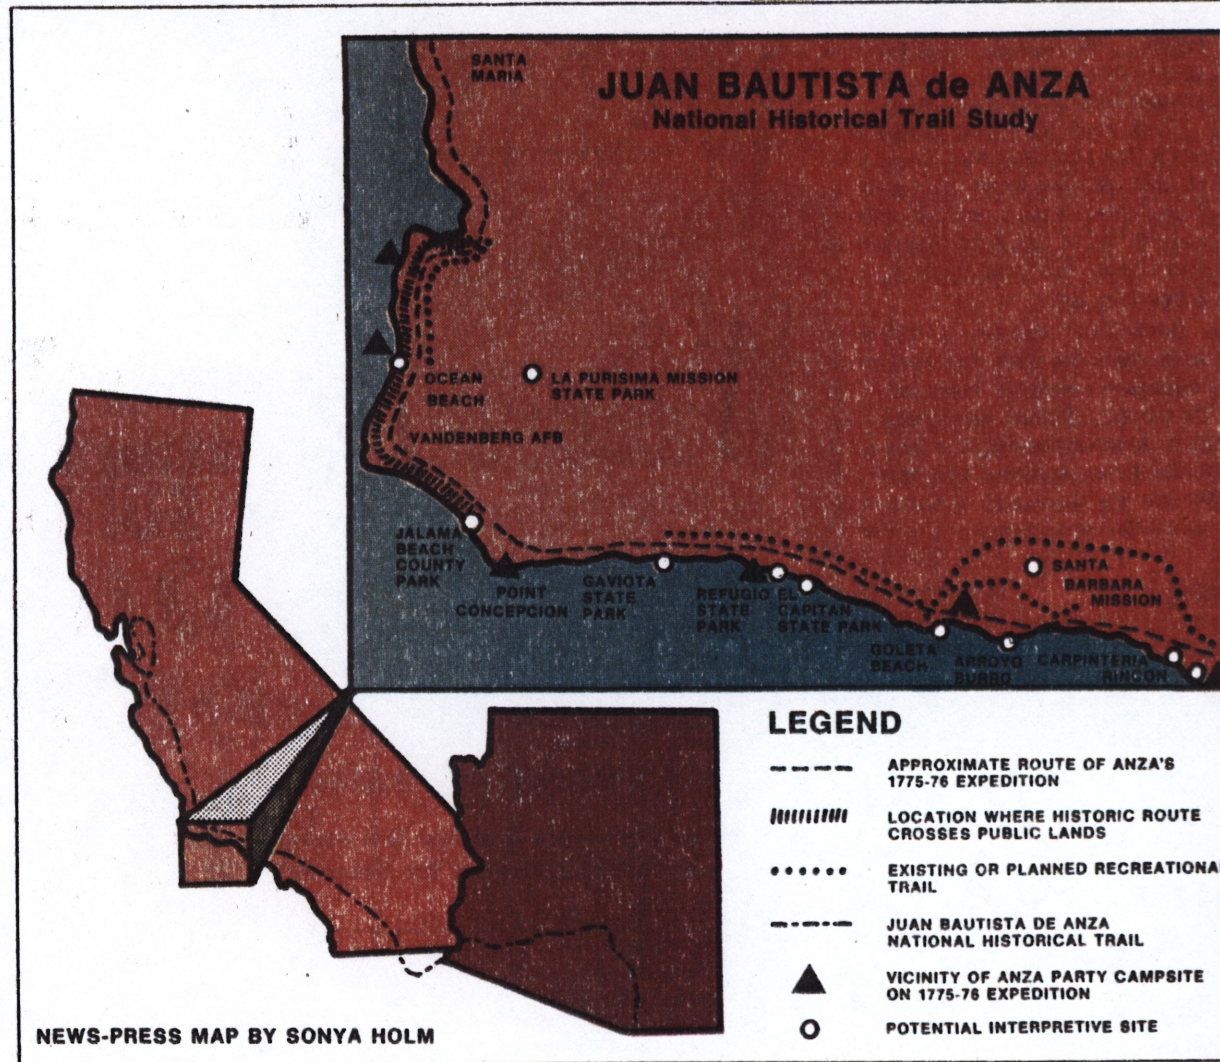 SANTA
MARIA
JUAN BAUTISTA de ANZA
National Historical Trail Study
OCEAN
BEACH
LA PURISIMA MISSION
STATE PARK
VANDENBERG AFB
JALAMA
BEACH
COUNTY
PARK
POINT
CONCEPCION
GAVIOTA
STATE
PARK
REFUGIO
STATE
PARK
EL
CAPITAN
STATE PARK
GOLETA
BEACH
ARROYO
BURRO
SANTA
BARBARA
MISSION
CARPINTERIA
RINCON
LEGEND
APPROXIMATE ROUTE OF ANZA'S
1775-76 EXPEDITION
LOCATION WHERE HISTORIC ROUTE
CROSSES PUBLIC LANDS
EXISTING OR PLANNED RECREATIONA
TRAIL
JUAN BAUTISTA DE ANZA
NATIONAL HISTORICAL TRAIL
VICINITY OF ANZA PARTY CAMPSITE
ON 1775-76 EXPEDITION
POTENTIAL INTERPRETIVE SITE
NEWS-PRESS MAP BY SONYA HOLM